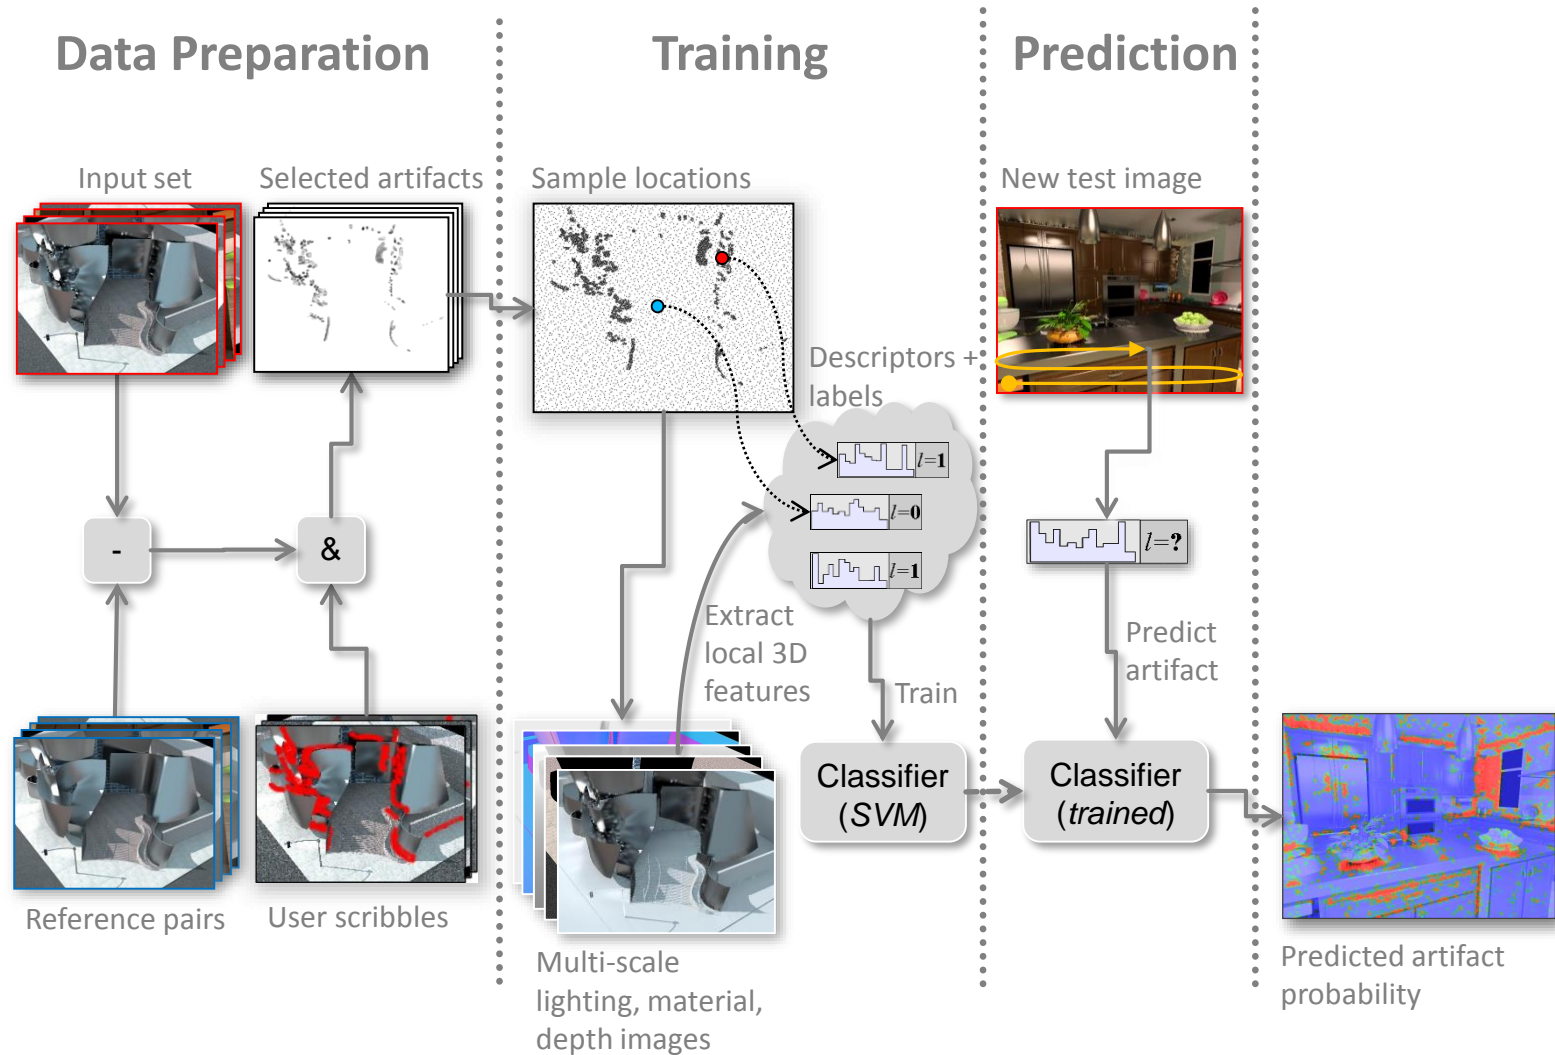 Data Preparation
Training
Prediction
Input set
Selected artifacts
Sample locations
New test image
Descriptors +
labels
l=1
l=0
l=1
-
&
l=?
Extract
local 3D
features
Train
Predict
artifact
Classifier
(SVM)
Classifier
(trained)
Reference pairs
User scribbles
Multi-scale
lighting, material,
depth images
Predicted artifact
probability